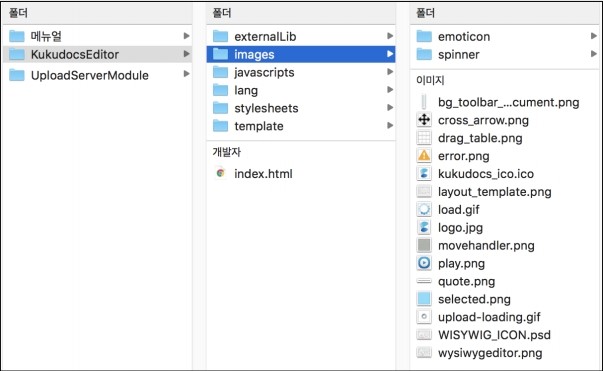 폴더
메뉴얼
KukudocsEditor
UploadServerModule
폴더
externalLib
images
javascripts
lang
stylesheets
template
개발자
index.html
폴더
emoticon
spinner
이미지
bg_toolbar_...cument.png
cross_arrow.png
drag_table.png
error.png
kukudocs_ico.ico
layout_template.png
load.gif
logo.jpg
movehandler.png
play.png
quote.png
selected.png
upload-loading.gif
WISYWIG_ICON.psd
wysiwygeditor.png